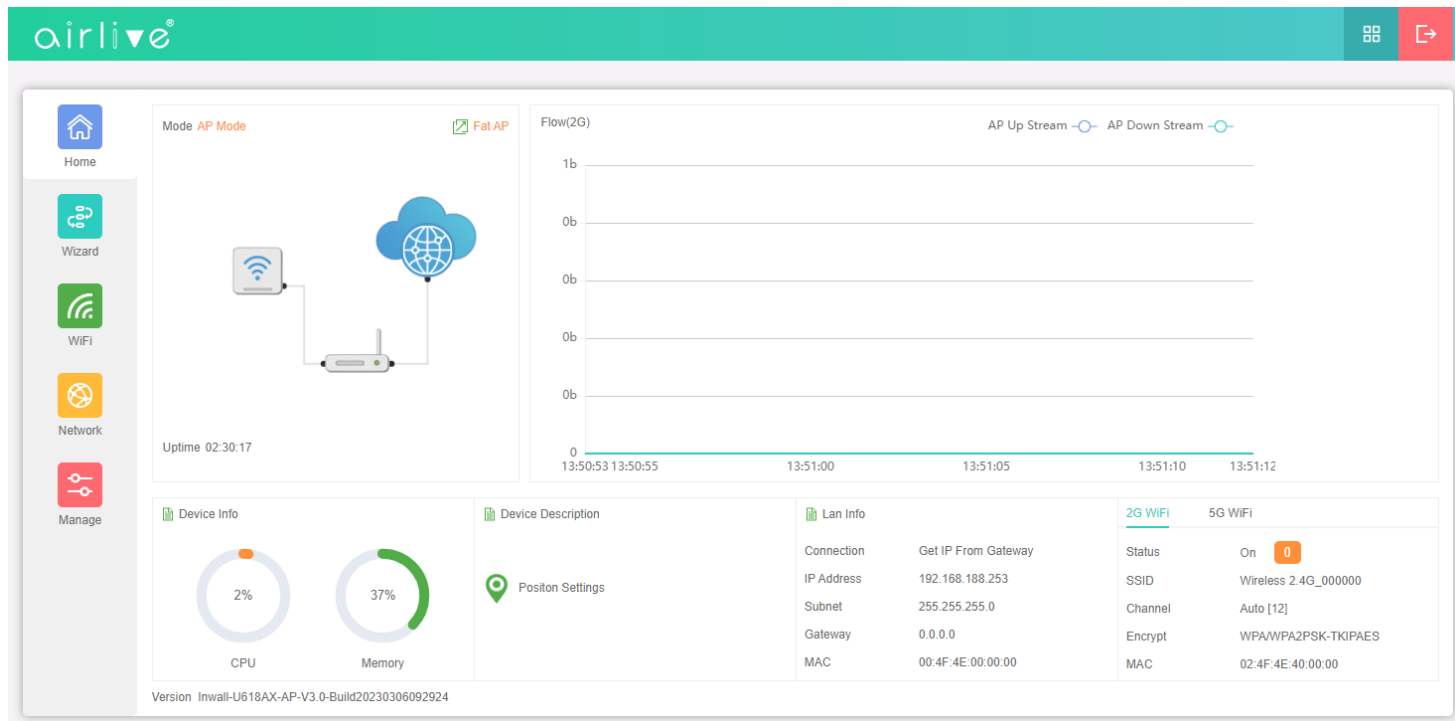 airlive®
Home
Wizard
WiFi
Network
Manage
Mode AP Mode
Fat AP
Uptime 02:30:17
Flow(2G)
AP Up Stream
AP Down Stream
1b
0b
0b
0b
0b
0
13:50:53 13:50:55 13:51:00 13:51:05 13:51:10 13:51:12
Device Info
2%
37%
CPU
Memory
Device Description
Positon Settings
Lan Info
Connection Get IP From Gateway
IP Address 192.168.188.253
Subnet 255.255.255.0
Gateway 0.0.0.0
MAC 00:4F:4E:00:00:00
2G WiFi 5G WiFi
Status On 0
SSID Wireless 2.4G_000000
Channel Auto [12]
Encrypt WPA/WPA2PSK-TKIPAES
MAC 02:4F:4E:40:00:00
Version Inwall-U618AX-AP-V3.0-Build20230306092924